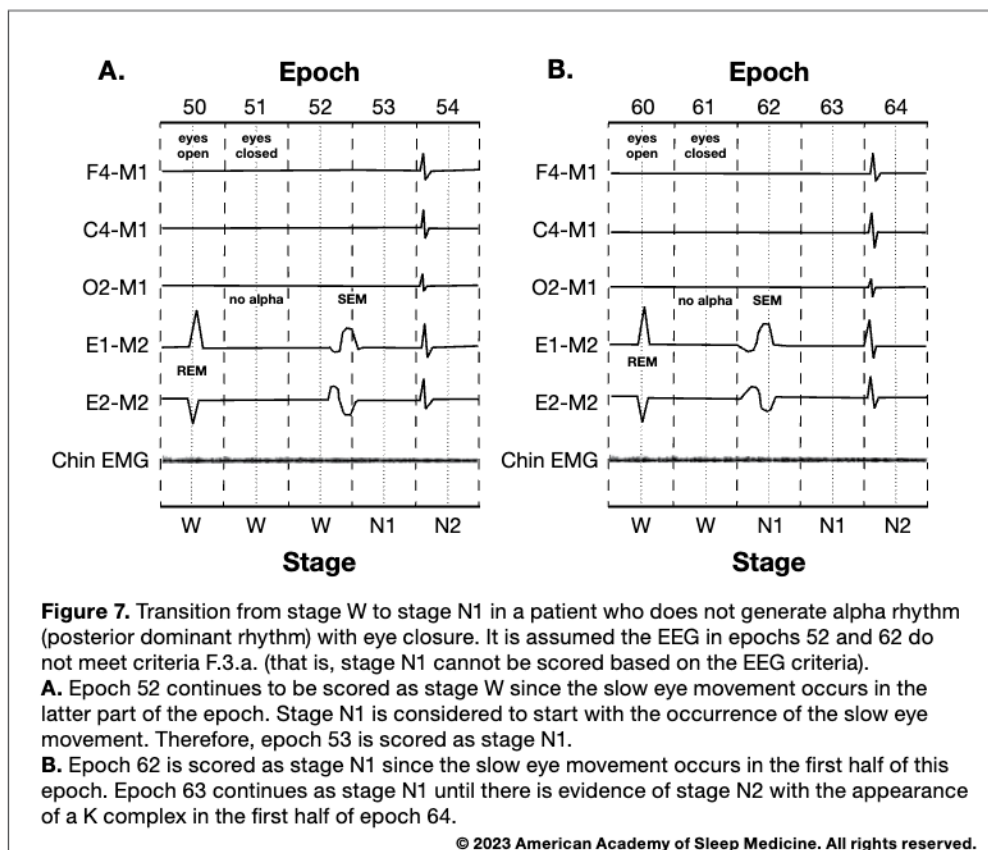 A.
Epoch
50 51 52 53 54
eyes open
eyes closed
F4-M1
C4-M1
O2-M1
no alpha
SEM
E1-M2
REM
E2-M2
Chin EMG
W W W N1 N2
Stage
B.
Epoch
60 61 62 63 64
eyes open
eyes closed
F4-M1
C4-M1
O2-M1
no alpha
SEM
E1-M2
REM
E2-M2
Chin EMG
W W N1 N1 N2
Stage
Figure 7. Transition from stage W to stage N1 in a patient who does not generate alpha rhythm
(posterior dominant rhythm) with eye closure. It is assumed the EEG in epochs 52 and 62 do
not meet criteria F.3.a. (that is, stage N1 cannot be scored based on the EEG criteria).
A. Epoch 52 continues to be scored as stage W since the slow eye movement occurs in the
latter part of the epoch. Stage N1 is considered to start with the occurrence of the slow eye
movement. Therefore, epoch 53 is scored as stage N1.
B. Epoch 62 is scored as stage N1 since the slow eye movement occurs in the first half of this
epoch. Epoch 63 continues as stage N1 until there is evidence of stage N2 with the appearance
of a K complex in the first half of epoch 64.
© 2023 American Academy of Sleep Medicine. All rights reserved.